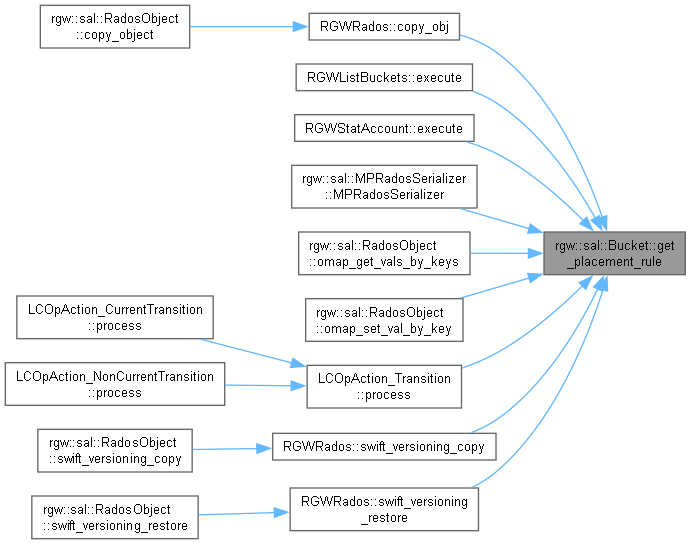 rgw::sal::RadosObject
::copy_object
RGWRados::copy_obj
RGWListBuckets::execute
RGWStatAccount::execute
rgw::sal::MPRadosSerializer
::MPRadosSerializer
rgw::sal::Bucket::get
_placement_rule
rgw::sal::RadosObject
::omap_get_vals_by_keys
rgw::sal::RadosObject
::omap_set_val_by_key
LCOpAction_CurrentTransition
::process
LCOpAction_NonCurrentTransition
::process
LCOpAction_Transition
::process
rgw::sal::RadosObject
::swift_versioning_copy
RGWRados::swift_versioning_copy
rgw::sal::RadosObject
::swift_versioning_restore
RGWRados::swift_versioning
_restore